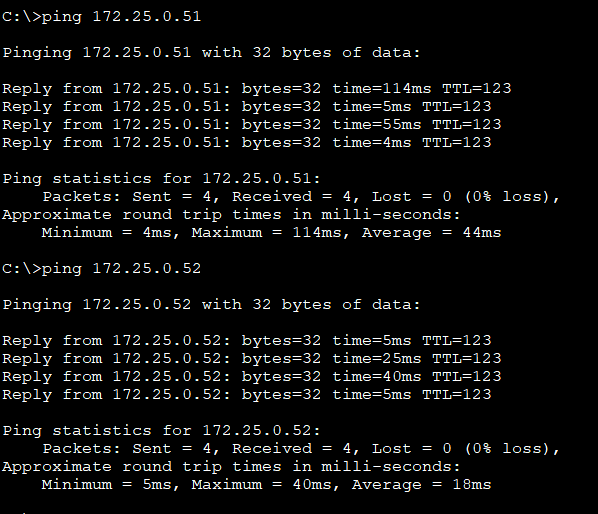 C:\>ping 172.25.0.51
Pinging 172.25.0.51 with 32 bytes of data:
Reply from 172.25.0.51: bytes=32 time=114ms TTL=123
Reply from 172.25.0.51: bytes=32 time=5ms TTL=123
Reply from 172.25.0.51: bytes=32 time=55ms TTL=123
Reply from 172.25.0.51: bytes=32 time=4ms TTL=123
Ping statistics for 172.25.0.51:
    Packets: Sent = 4, Received = 4, Lost = 0 (0% loss),
Approximate round trip times in milli-seconds:
    Minimum = 4ms, Maximum = 114ms, Average = 44ms
C:\>ping 172.25.0.52
Pinging 172.25.0.52 with 32 bytes of data:
Reply from 172.25.0.52: bytes=32 time=5ms TTL=123
Reply from 172.25.0.52: bytes=32 time=25ms TTL=123
Reply from 172.25.0.52: bytes=32 time=40ms TTL=123
Reply from 172.25.0.52: bytes=32 time=5ms TTL=123
Ping statistics for 172.25.0.52:
    Packets: Sent = 4, Received = 4, Lost = 0 (0% loss),
Approximate round trip times in milli-seconds:
    Minimum = 5ms, Maximum = 40ms, Average = 18ms